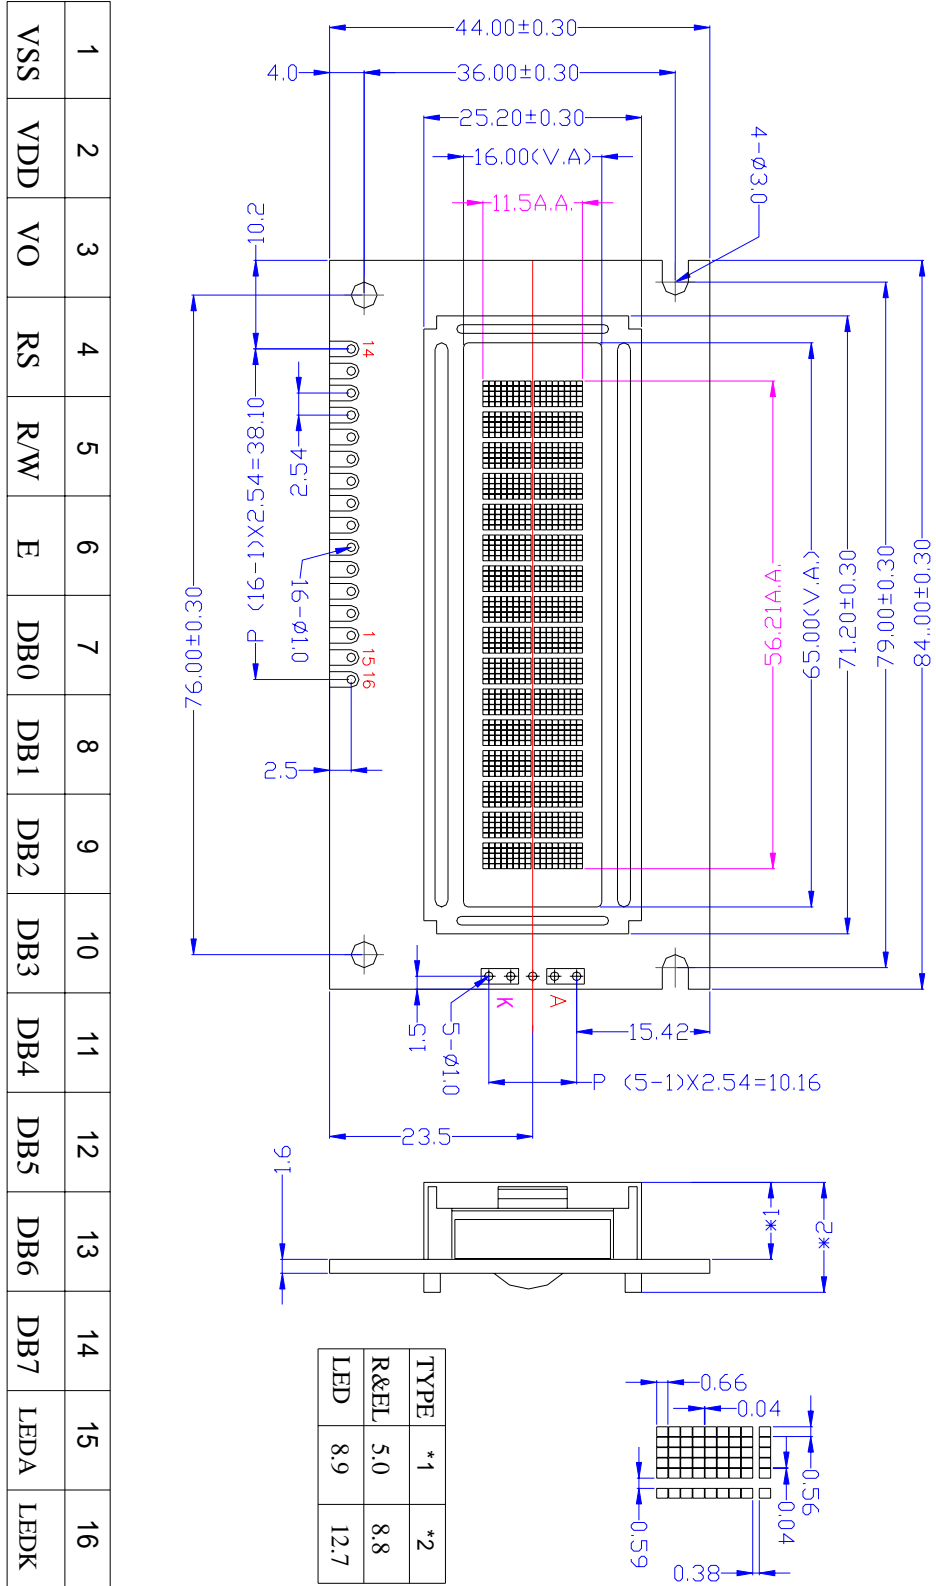 44.00±0.30
4.0
36.00±0.30
25.20±0.30
16.00(V.A)
11.5A.A.
4-Ø3.0
10.2
14
P (16-1)X2.54=38.10
2.54
16-Ø1.0
1
15
16
76.00±0.30
2.5
56.21A.A.
65.00(V.A.)
71.20±0.30
79.00±0.30
84.00±0.30
K
A
1.5
5-Ø1.0
15.42
P (5-1)X2.54=10.16
23.5
1.6
*1
*2
0.66
0.04
0.56
0.04
0.59
0.38
TYPE *1 *2
R&EL 5.0 8.8
LED 8.9 12.7
1 2 3 4 5 6 7 8 9 10 11 12 13 14 15 16
VSS VDD VO RS R/W E DB0 DB1 DB2 DB3 DB4 DB5 DB6 DB7 LEDA LEDK